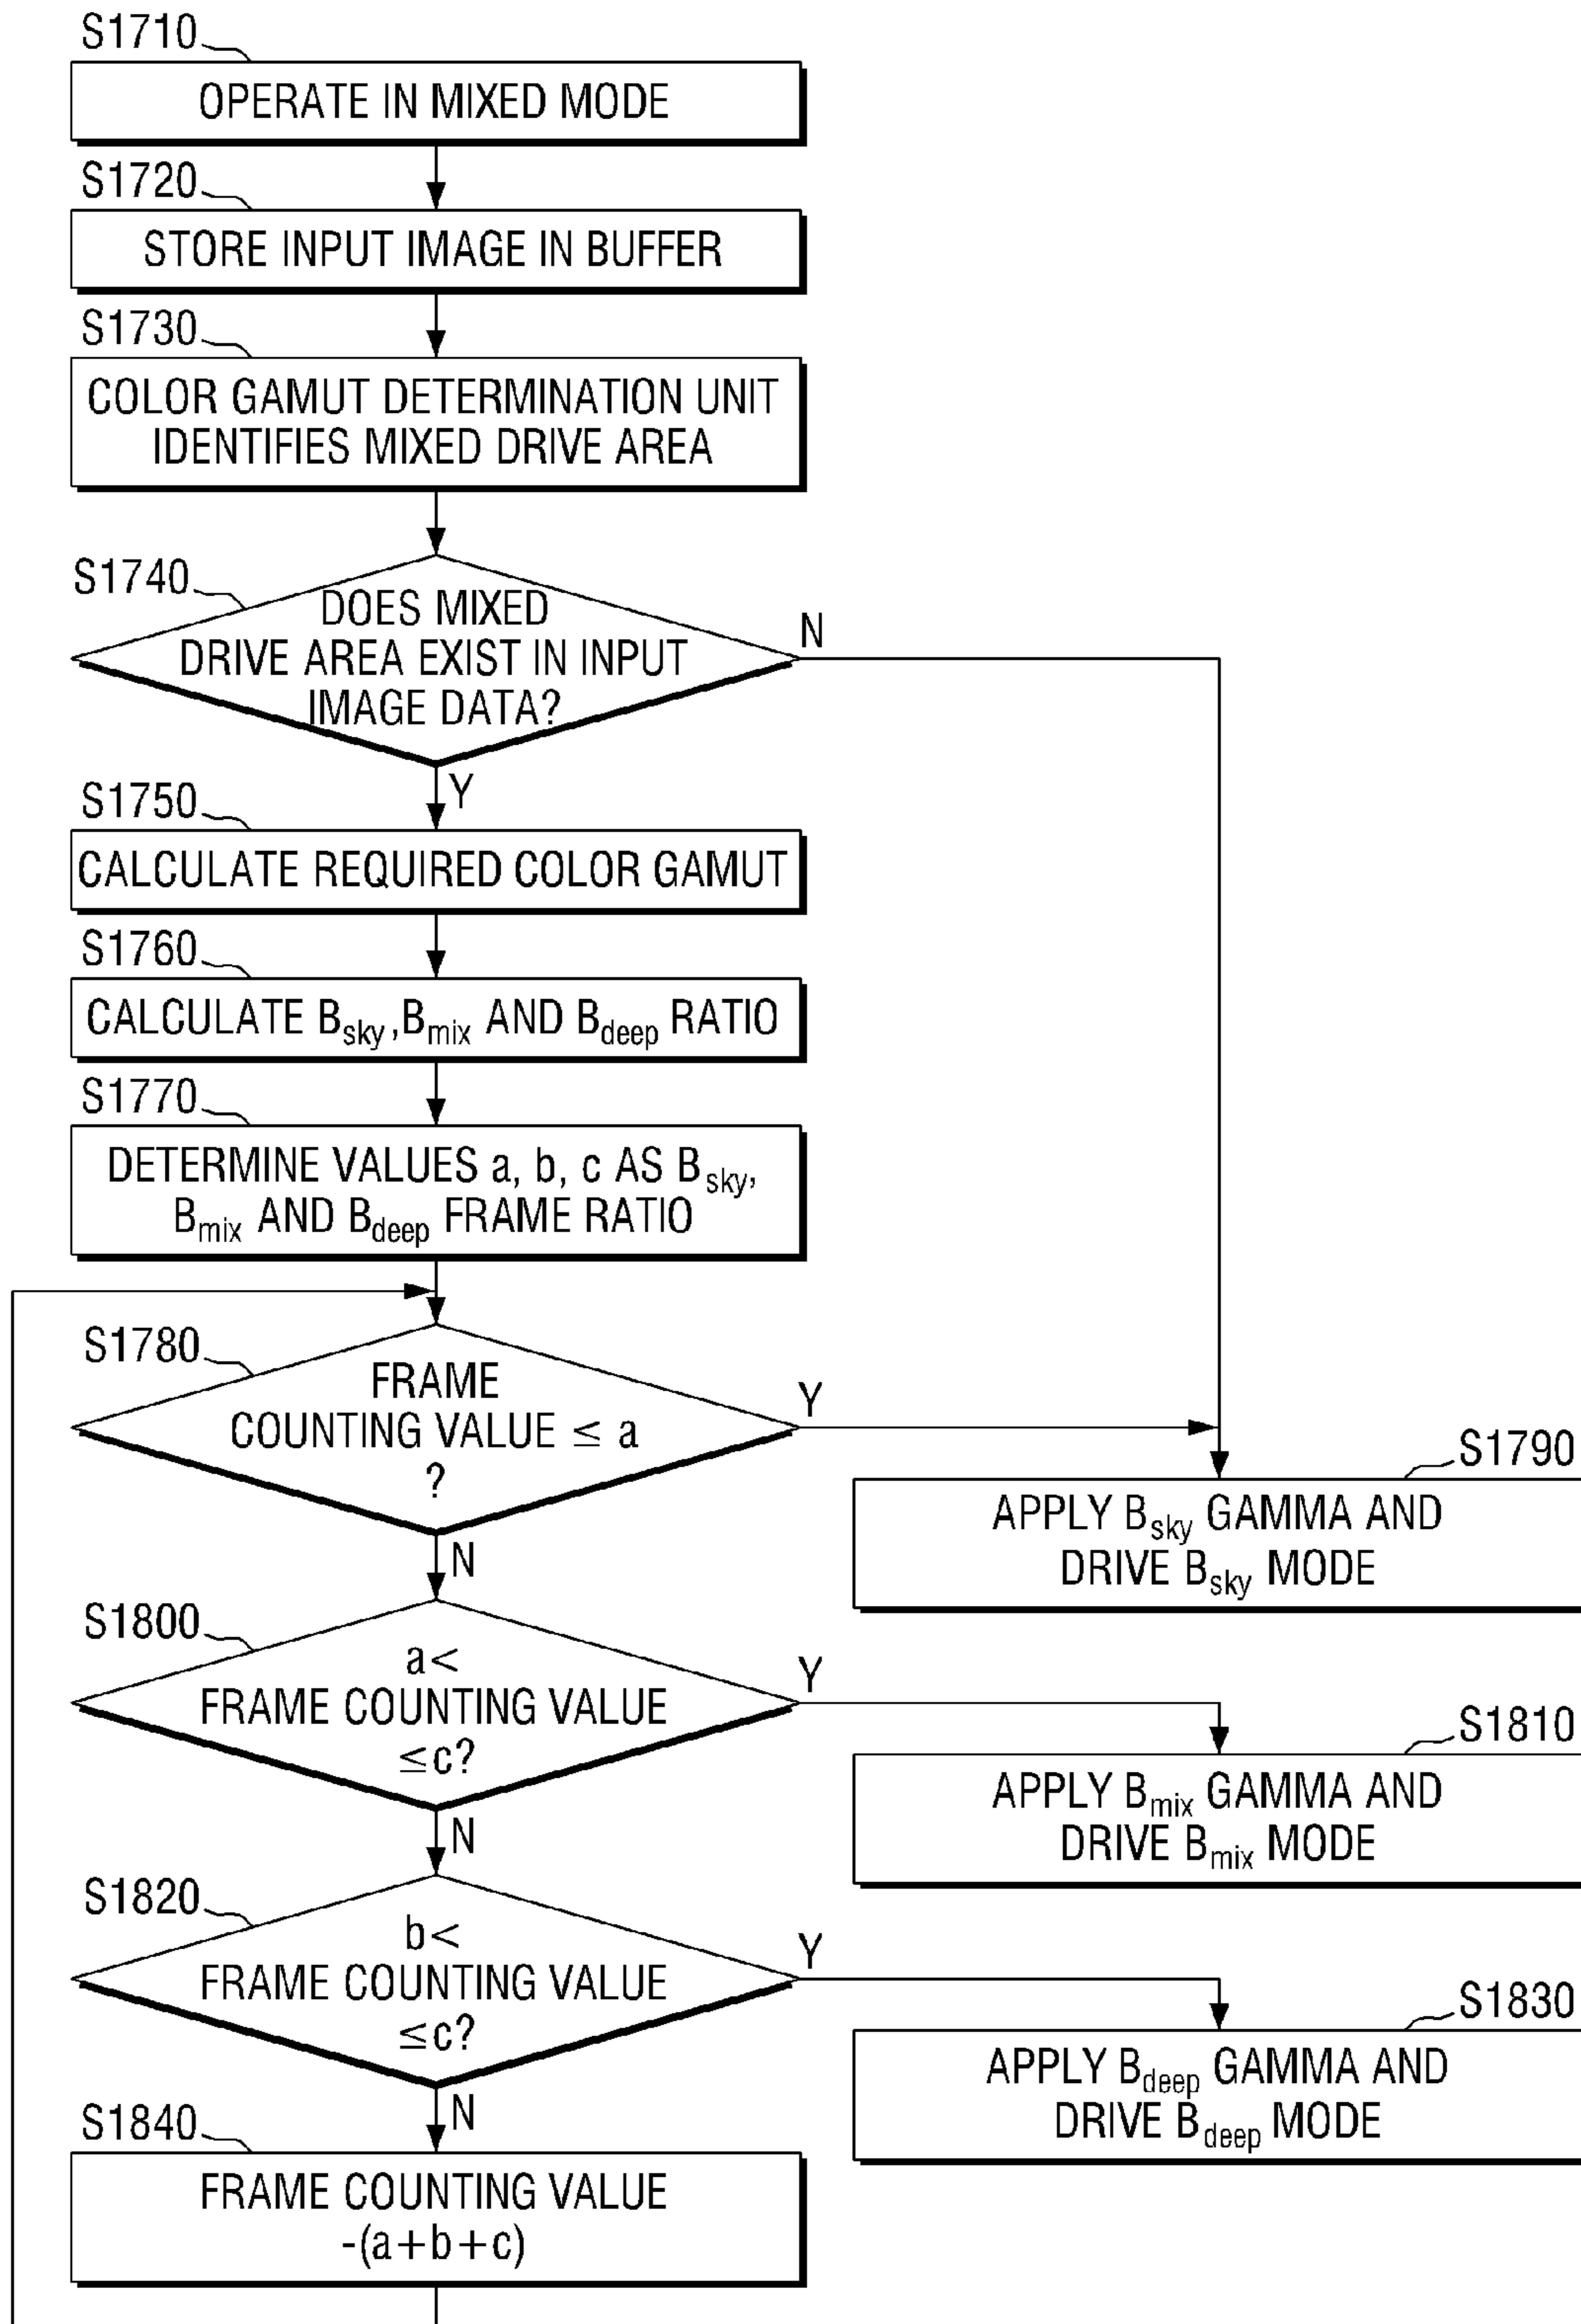 S1710
OPERATE IN MIXED MODE
S1720
STORE INPUT IMAGE IN BUFFER
S1730
COLOR GAMUT DETERMINATION UNIT
IDENTIFIES MIXED DRIVE AREA
S1740
DOES MIXED
DRIVE AREA EXIST IN INPUT
IMAGE DATA?
N
Y
S1750
CALCULATE REQUIRED COLOR GAMUT
S1760
CALCULATE Bsky, Bmix AND Bdeep RATIO
S1770
DETERMINE VALUES a, b, c AS Bsky,
Bmix AND Bdeep FRAME RATIO
S1780
FRAME
COUNTING VALUE ≤ a
?
Y
N
S1790
APPLY Bsky GAMMA AND
DRIVE Bsky MODE
S1800
a<
FRAME COUNTING VALUE
≤c?
Y
N
S1810
APPLY Bmix GAMMA AND
DRIVE Bmix MODE
S1820
b<
FRAME COUNTING VALUE
≤c?
Y
N
S1830
APPLY Bdeep GAMMA AND
DRIVE Bdeep MODE
S1840
FRAME COUNTING VALUE
-(a+b+c)